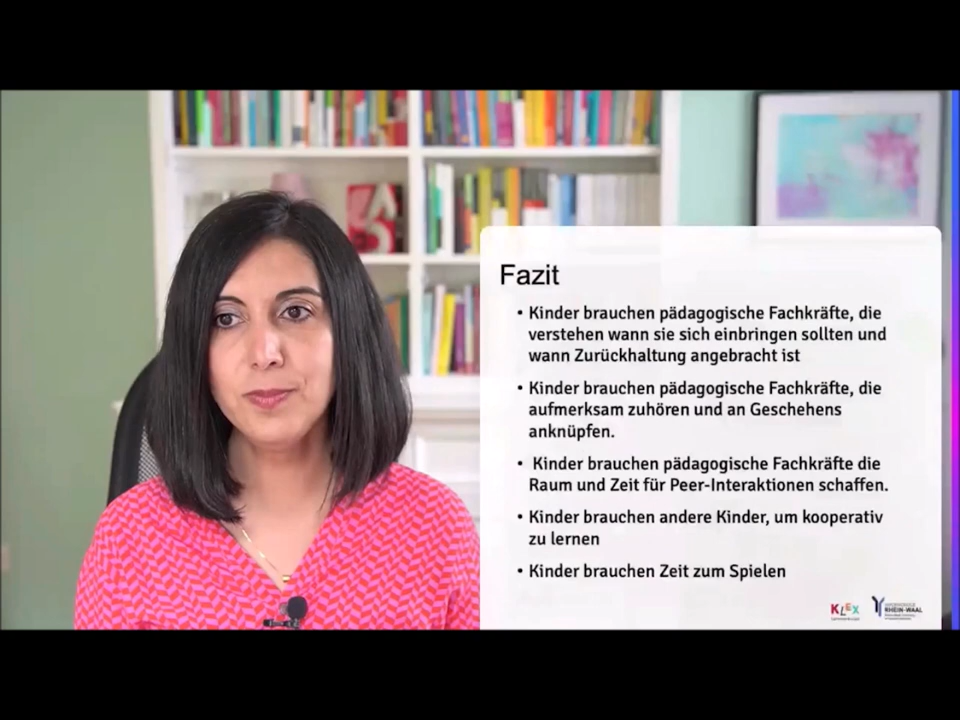 Fazit
• Kinder brauchen pädagogische Fachkräfte, die
verstehen wann sie sich einbringen sollten und
wann Zurückhaltung angebracht ist
• Kinder brauchen pädagogische Fachkräfte, die
aufmerksam zuhören und an Geschehens
anknüpfen.
• Kinder brauchen pädagogische Fachkräfte die
Raum und Zeit für Peer-Interaktionen schaffen.
• Kinder brauchen andere Kinder, um kooperativ
zu lernen
• Kinder brauchen Zeit zum Spielen
KLEX
RHEIN-WAAL